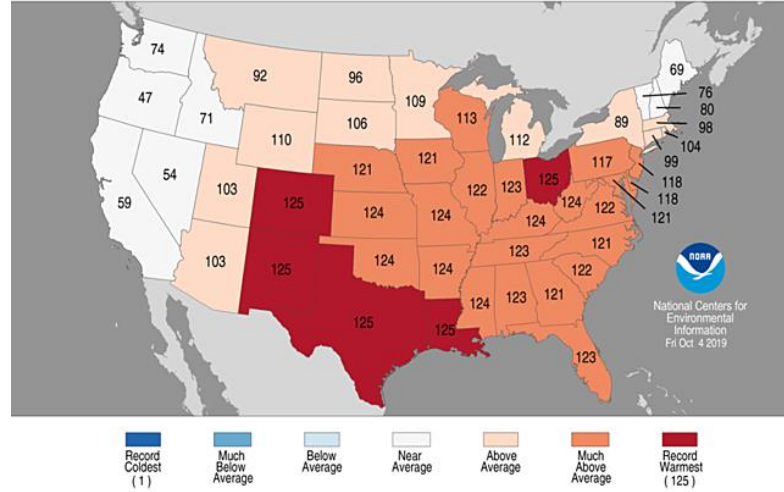 74
69
92
96
109
76
47
71
113
80
106
89
98
110
112
104
121
121
117
99
54
103
122
123
125
118
59
125
124
124
124
122
118
124
121
103
125
124
124
123
121
122
125
125
124
123
121
123
NOAA
National Centers for
Environmental
Information
Fri Oct 4 2019
Record
Coldest
(1)
Much
Below
Average
Below
Average
Near
Average
Above
Average
Much
Above
Average
Record
Warmest
(125)